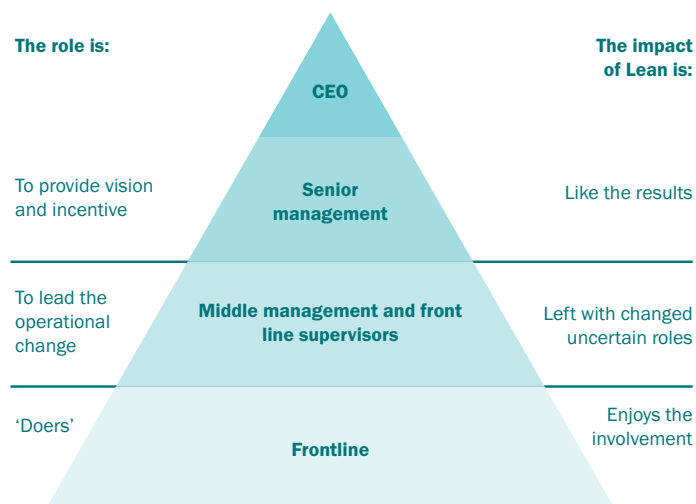 The role is:
The impact
of Lean is:
CEO
To provide vision
and incentive
Senior
management
Like the results
To lead the
operational
change
Middle management and front
line supervisors
Left with changed
uncertain roles
‘Doers’
Frontline
Enjoys the
involvement